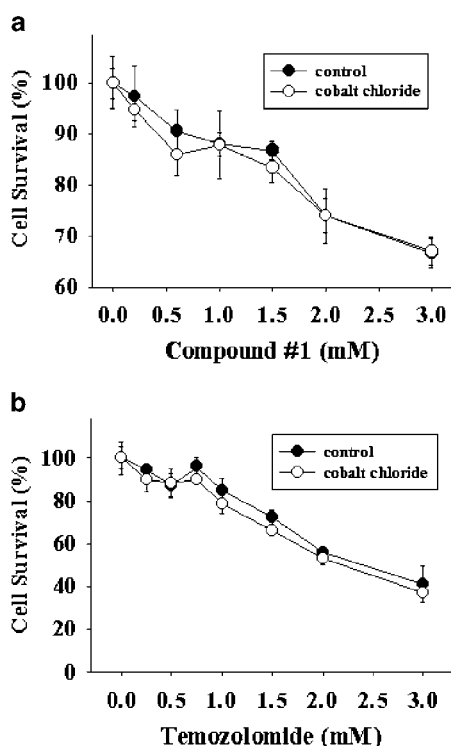 a
control
cobalt chloride
Cell Survival (%)
100
90
80
70
60
0.0 0.5 1.0 1.5 2.0 2.5 3.0
Compound #1 (mM)
b
control
cobalt chloride
Cell Survival (%)
100
80
60
40
20
0
0.0 0.5 1.0 1.5 2.0 2.5 3.0
Temozolomide (mM)